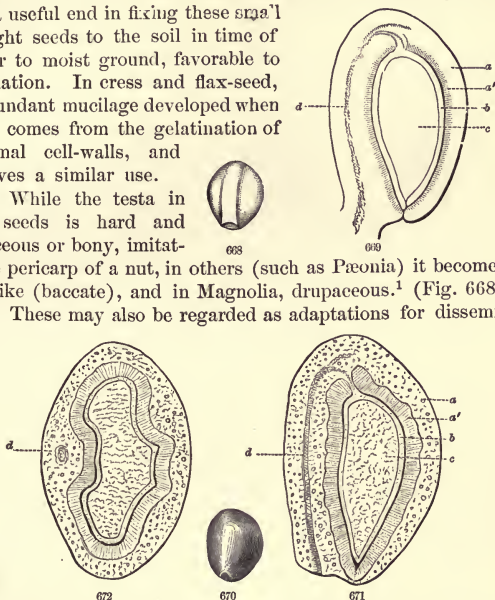 useful end in fixing these small
ght seeds to the soil in time of
r to moist ground, favorable to
ation. In cress and flax-seed,
undant mucilage developed when
comes from the gelatination of
mal cell-walls, and
ves a similar use.
While the testa in
seeds is hard and
aceous or bony, imitat-
pericarp of a nut, in others (such as Pæonia) it become
ike (baccate), and in Magnolia, drupaceous.¹ (Fig. 668
These may also be regarded as adaptations for dissemi
d
a
a'
b
c
668
669
d
d
a
a'
b
c
672
670
671